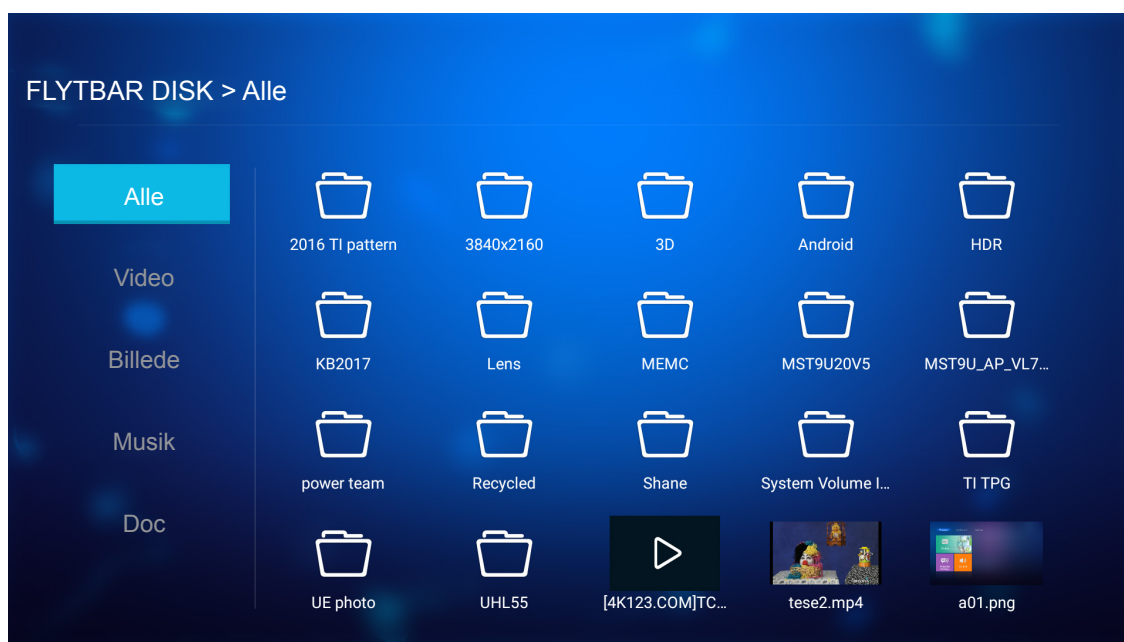 FLYTBAR DISK > Alle
Alle
Video
Billede
Musik
Doc
2016 TI pattern
3840x2160
3D
Android
HDR
KB2017
Lens
MEMC
MST9U20V5
MST9U_AP_VL7...
power team
Recycled
Shane
System Volume I...
TI TPG
UE photo
UHL55
[4K123.COM]TC...
tese2.mp4
a01.png